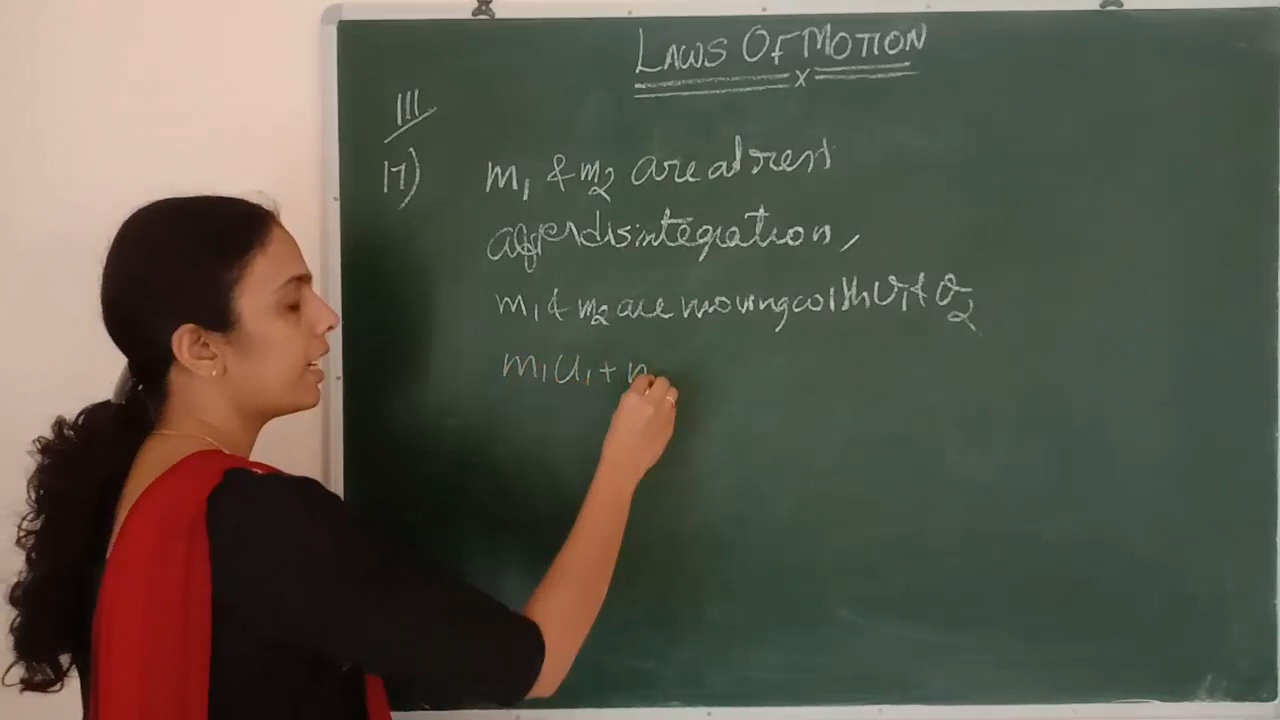 LAWS OF MOTION
x
III
17) m₁ & m₂ are at rest
after disintegration,
m₁ & m₂ are moving with v₁ & v₂
m₁u₁ + m